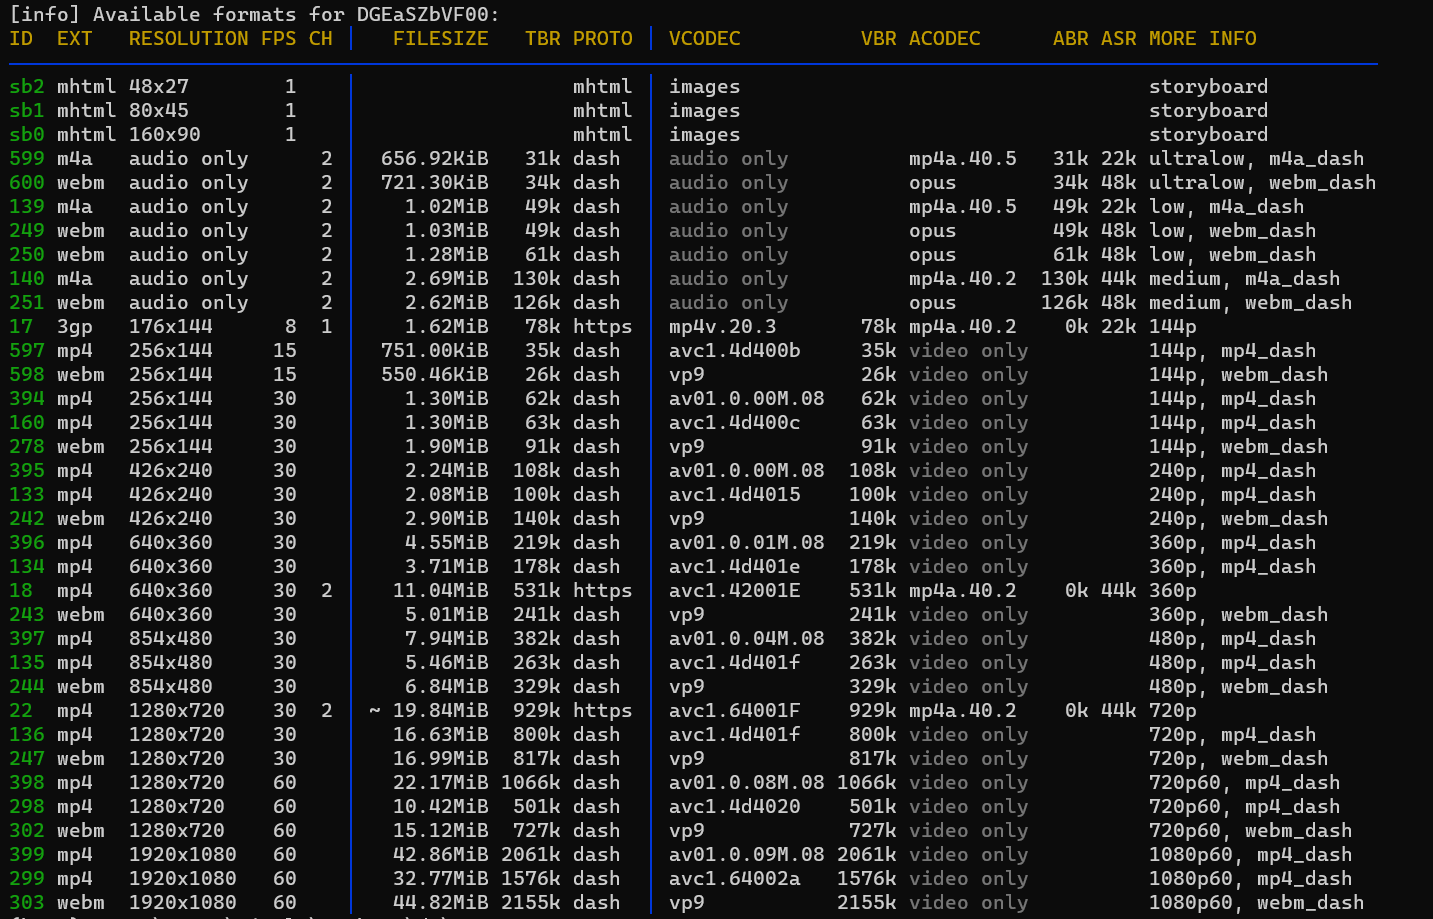 [info] Available formats for DGEaSZbVF00:
ID  EXT   RESOLUTION FPS CH │   FILESIZE   TBR PROTO │ VCODEC          VBR ACODEC      ABR ASR MORE INFO
sb2 mhtml 48x27        1    │                  mhtml │ images                                  storyboard
sb1 mhtml 80x45        1    │                  mhtml │ images                                  storyboard
sb0 mhtml 160x90       1    │                  mhtml │ images                                  storyboard
599 m4a   audio only      2 │  656.92KiB   31k dash  │ audio only          mp4a.40.5   31k 22k ultralow, m4a_dash
600 webm  audio only      2 │  721.30KiB   34k dash  │ audio only          opus        34k 48k ultralow, webm_dash
139 m4a   audio only      2 │    1.02MiB   49k dash  │ audio only          mp4a.40.5   49k 22k low, m4a_dash
249 webm  audio only      2 │    1.03MiB   49k dash  │ audio only          opus        49k 48k low, webm_dash
250 webm  audio only      2 │    1.28MiB   61k dash  │ audio only          opus        61k 48k low, webm_dash
140 m4a   audio only      2 │    2.69MiB  130k dash  │ audio only          mp4a.40.2  130k 44k medium, m4a_dash
251 webm  audio only      2 │    2.62MiB  126k dash  │ audio only          opus       126k 48k medium, webm_dash
17  3gp   176x144      8  1 │    1.62MiB   78k https │ mp4v.20.3       78k mp4a.40.2    0k 22k 144p
597 mp4   256x144     15    │  751.00KiB   35k dash  │ avc1.4d400b     35k video only          144p, mp4_dash
598 webm  256x144     15    │  550.46KiB   26k dash  │ vp9             26k video only          144p, webm_dash
394 mp4   256x144     30    │    1.30MiB   62k dash  │ av01.0.00M.08   62k video only          144p, mp4_dash
160 mp4   256x144     30    │    1.30MiB   63k dash  │ avc1.4d400c     63k video only          144p, mp4_dash
278 webm  256x144     30    │    1.90MiB   91k dash  │ vp9             91k video only          144p, webm_dash
395 mp4   426x240     30    │    2.24MiB  108k dash  │ av01.0.00M.08  108k video only          240p, mp4_dash
133 mp4   426x240     30    │    2.08MiB  100k dash  │ avc1.4d4015    100k video only          240p, mp4_dash
242 webm  426x240     30    │    2.90MiB  140k dash  │ vp9            140k video only          240p, webm_dash
396 mp4   640x360     30    │    4.55MiB  219k dash  │ av01.0.01M.08  219k video only          360p, mp4_dash
134 mp4   640x360     30    │    3.71MiB  178k dash  │ avc1.4d401e    178k video only          360p, mp4_dash
18  mp4   640x360     30  2 │   11.04MiB  531k https │ avc1.42001E    531k mp4a.40.2    0k 44k 360p
243 webm  640x360     30    │    5.01MiB  241k dash  │ vp9            241k video only          360p, webm_dash
397 mp4   854x480     30    │    7.94MiB  382k dash  │ av01.0.04M.08  382k video only          480p, mp4_dash
135 mp4   854x480     30    │    5.46MiB  263k dash  │ avc1.4d401f    263k video only          480p, mp4_dash
244 webm  854x480     30    │    6.84MiB  329k dash  │ vp9            329k video only          480p, webm_dash
22  mp4   1280x720    30  2 │ ~ 19.84MiB  929k https │ avc1.64001F    929k mp4a.40.2    0k 44k 720p
136 mp4   1280x720    30    │   16.63MiB  800k dash  │ avc1.4d401f    800k video only          720p, mp4_dash
247 webm  1280x720    30    │   16.99MiB  817k dash  │ vp9            817k video only          720p, webm_dash
398 mp4   1280x720    60    │   22.17MiB 1066k dash  │ av01.0.08M.08 1066k video only          720p60, mp4_dash
298 mp4   1280x720    60    │   10.42MiB  501k dash  │ avc1.4d4020    501k video only          720p60, mp4_dash
302 webm  1280x720    60    │   15.12MiB  727k dash  │ vp9            727k video only          720p60, webm_dash
399 mp4   1920x1080   60    │   42.86MiB 2061k dash  │ av01.0.09M.08 2061k video only          1080p60, mp4_dash
299 mp4   1920x1080   60    │   32.77MiB 1576k dash  │ avc1.64002a   1576k video only          1080p60, mp4_dash
303 webm  1920x1080   60    │   44.82MiB 2155k dash  │ vp9           2155k video only          1080p60, webm_dash